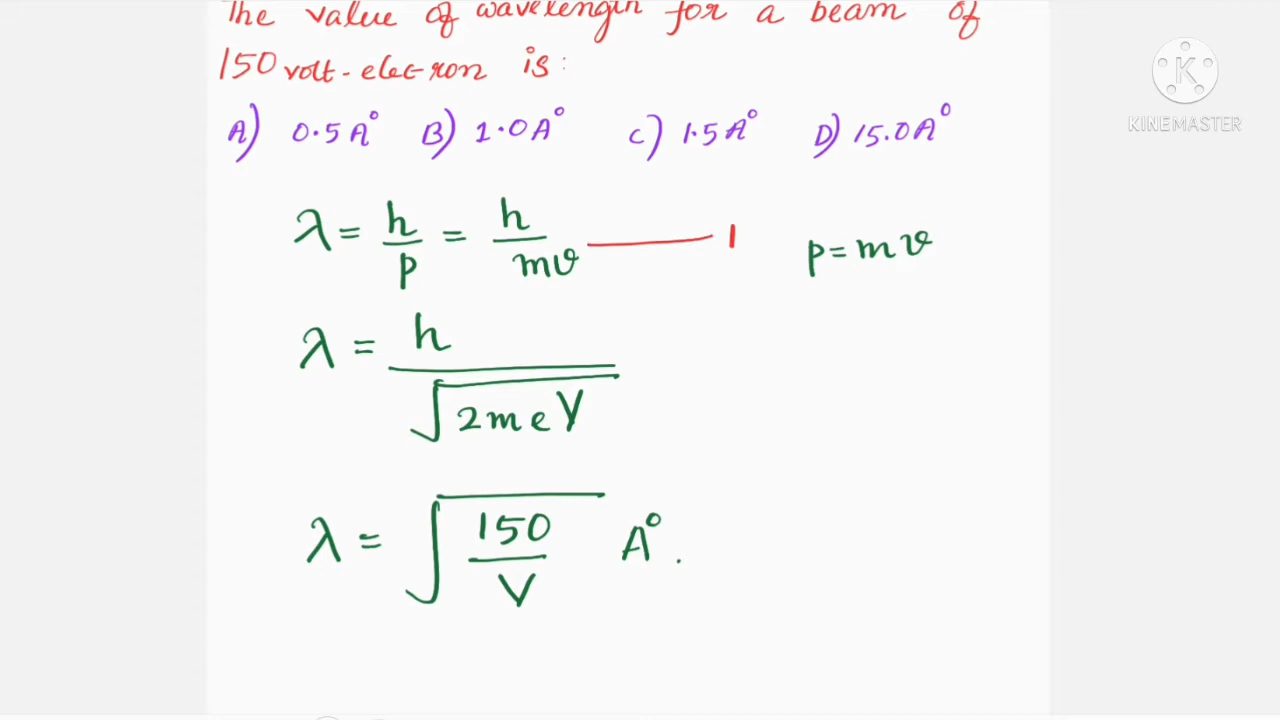 The value of wavelength for a beam of
150 volt-electron is:
A) 0.5 A° B) 1.0 A° C) 1.5 A° D) 15.0 A°
KINEMASTER
λ = h/p = h/mv —— 1 p = mv
λ = h/√2meV
λ = √150/V A°.